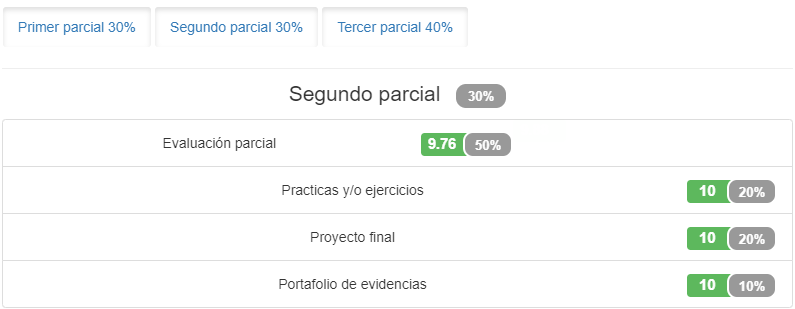 Primer parcial 30% Segundo parcial 30% Tercer parcial 40%
Segundo parcial 30%
Evaluación parcial 9.76 50%
Practicas y/o ejercicios 10 20%
Proyecto final 10 20%
Portafolio de evidencias 10 10%